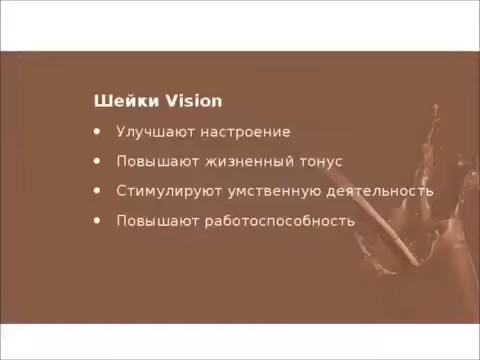 Шейки Vision
• Улучшают настроение
• Повышают жизненный тонус
• Стимулируют умственную деятельность
• Повышают работоспособность